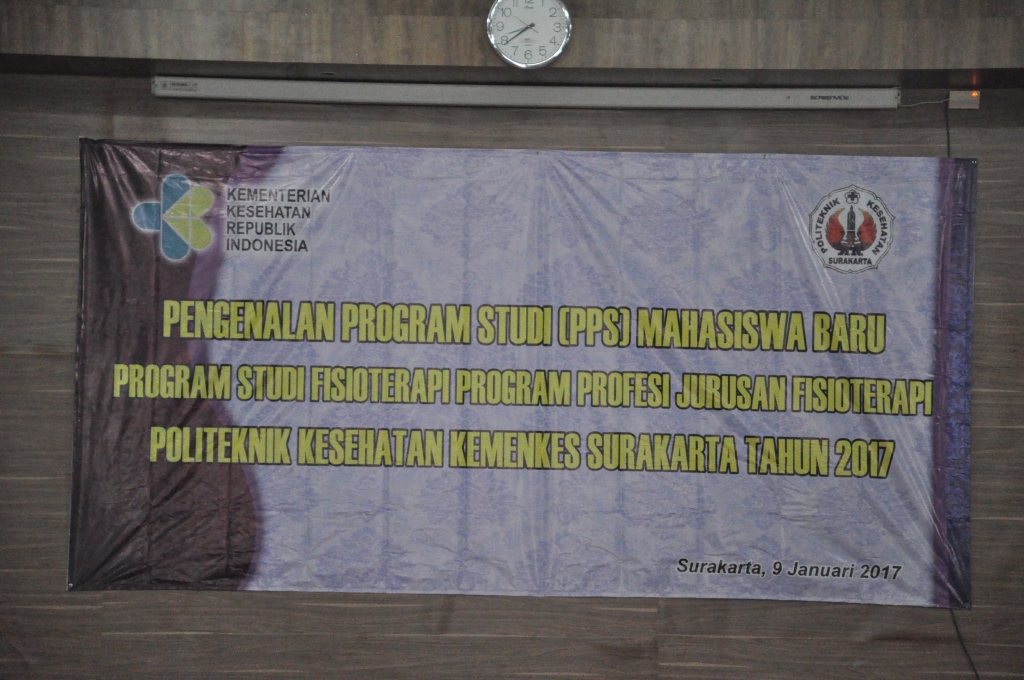 KEMENTERIAN
KESEHATAN
REPUBLIK
INDONESIA
POLITEKNIK KESEHATAN
SURAKARTA
PENGENALAN PROGRAM STUDI (PPS) MAHASISWA BARU
PROGRAM STUDI FISIOTERAPI PROGRAM PROFESI JURUSAN FISIOTERAPI
POLITEKNIK KESEHATAN KEMENKES SURAKARTA TAHUN 2017
Surakarta, 9 Januari 2017